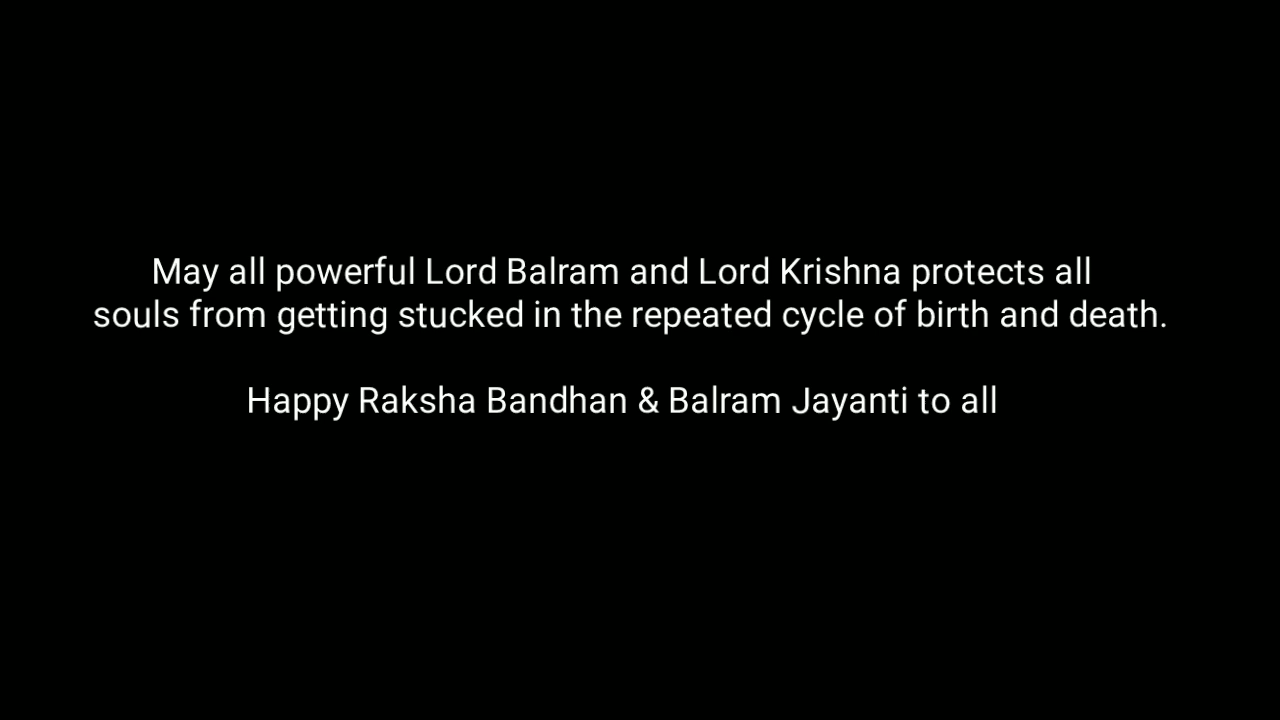 May all powerful Lord Balram and Lord Krishna protects all
souls from getting stucked in the repeated cycle of birth and death.
Happy Raksha Bandhan & Balram Jayanti to all